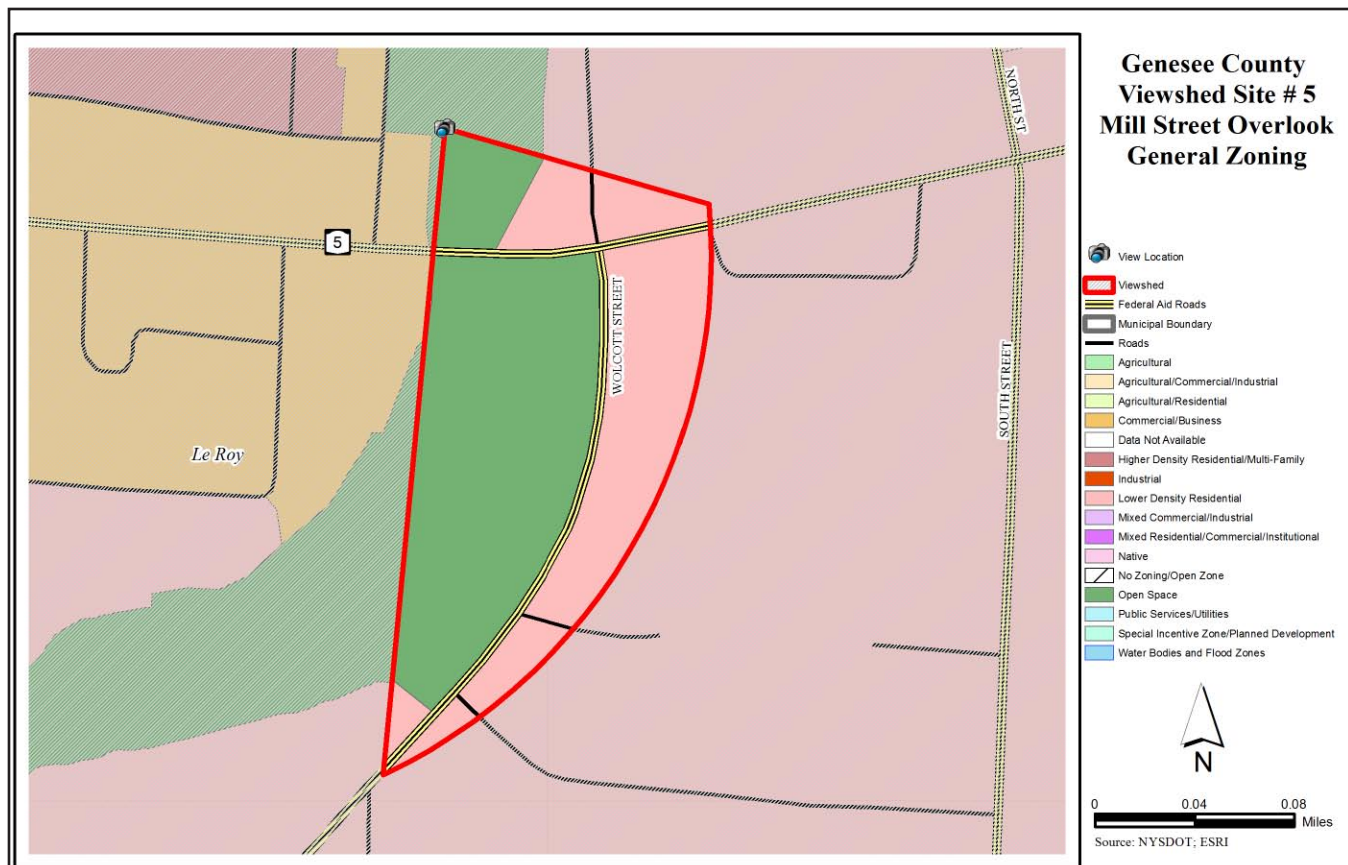 Genesee County
Viewshed Site # 5
Mill Street Overlook
General Zoning
NORTH ST
5
WOLCOTT STREET
SOUTH STREET
Le Roy
View Location
Viewshed
Federal Aid Roads
Municipal Boundary
Roads
Agricultural
Agricultural/Commercial/Industrial
Agricultural/Residential
Commercial/Business
Data Not Available
Higher Density Residential/Multi-Family
Industrial
Lower Density Residential
Mixed Commercial/Industrial
Mixed Residential/Commercial/Institutional
Native
No Zoning/Open Zone
Open Space
Public Services/Utilities
Special Incentive Zone/Planned Development
Water Bodies and Flood Zones
N
0 0.04 0.08
Miles
Source: NYSDOT; ESRI